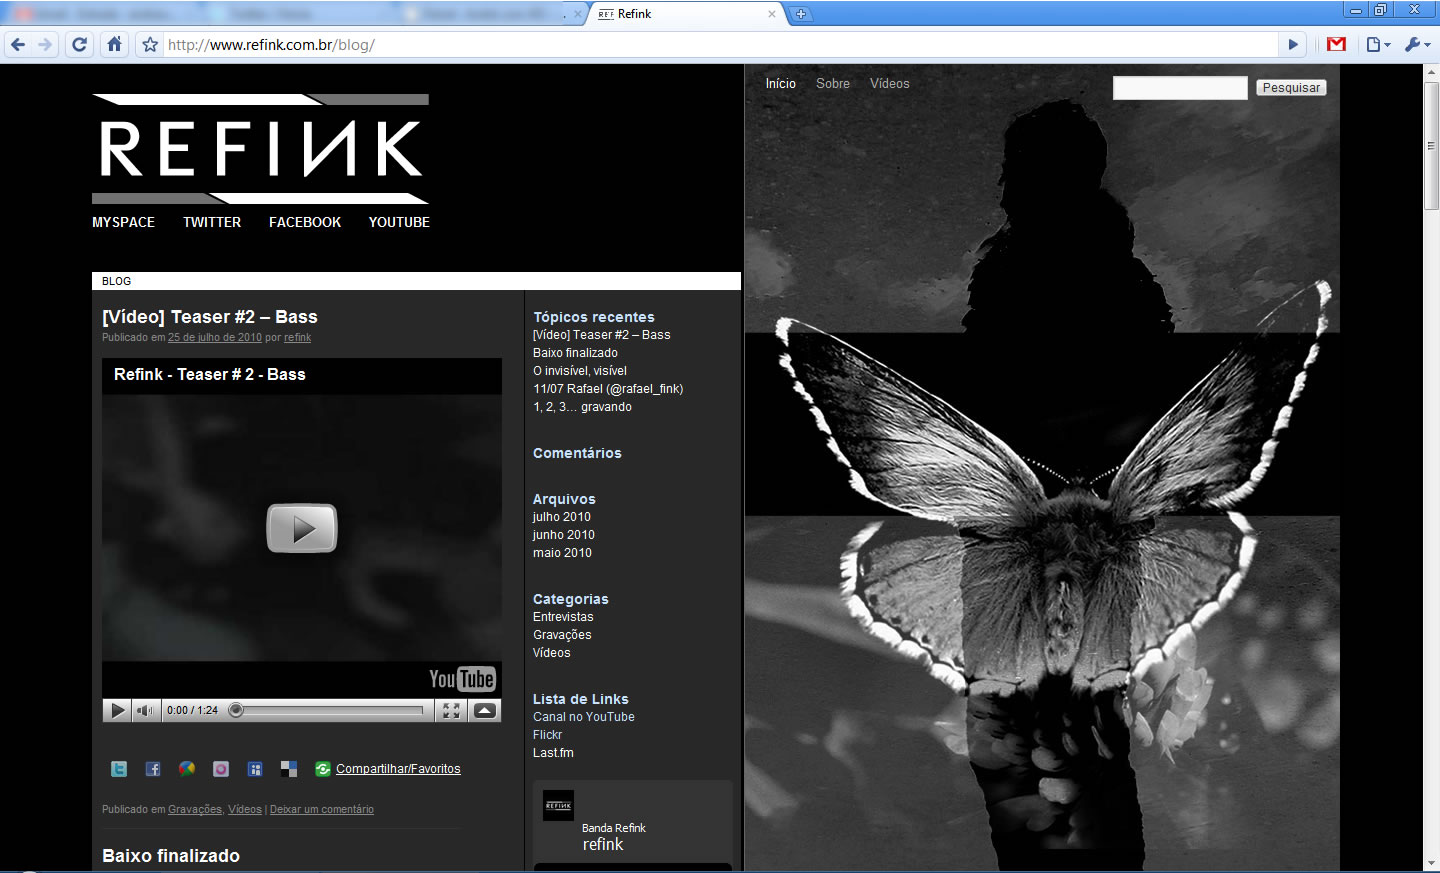 Refink
http://www.refink.com.br/blog/
REFINK
MYSPACE TWITTER FACEBOOK YOUTUBE
Início Sobre Vídeos
Pesquisar
BLOG
[Vídeo] Teaser #2 – Bass
Publicado em 25 de julho de 2010 por refink
Refink - Teaser # 2 - Bass
YouTube
0:00 / 1:24
Compartilhar/Favoritos
Publicado em Gravações, Vídeos | Deixar um comentário
Baixo finalizado
Tópicos recentes
[Vídeo] Teaser #2 – Bass
Baixo finalizado
O invisível, visível
11/07 Rafael (@rafael_fink)
1, 2, 3... gravando
Comentários
Arquivos
julho 2010
junho 2010
maio 2010
Categorias
Entrevistas
Gravações
Vídeos
Lista de Links
Canal no YouTube
Flickr
Last.fm
REFINK
Banda Refink
refink